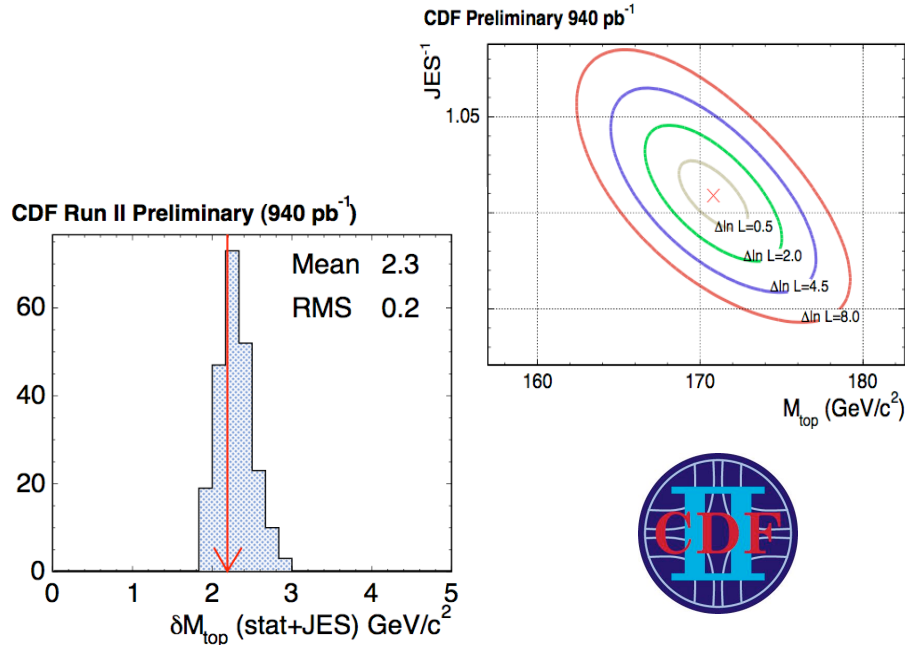 CDF Preliminary 940 pb⁻¹
JES⁻¹
1.05
Δln L=0.5
Δln L=2.0
Δln L=4.5
Δln L=8.0
160 170 180
M_top (GeV/c²)
CDF Run II Preliminary (940 pb⁻¹)
Mean 2.3
RMS 0.2
60
40
20
0
0 1 2 3 4 5
δM_top (stat+JES) GeV/c²
II
CDF